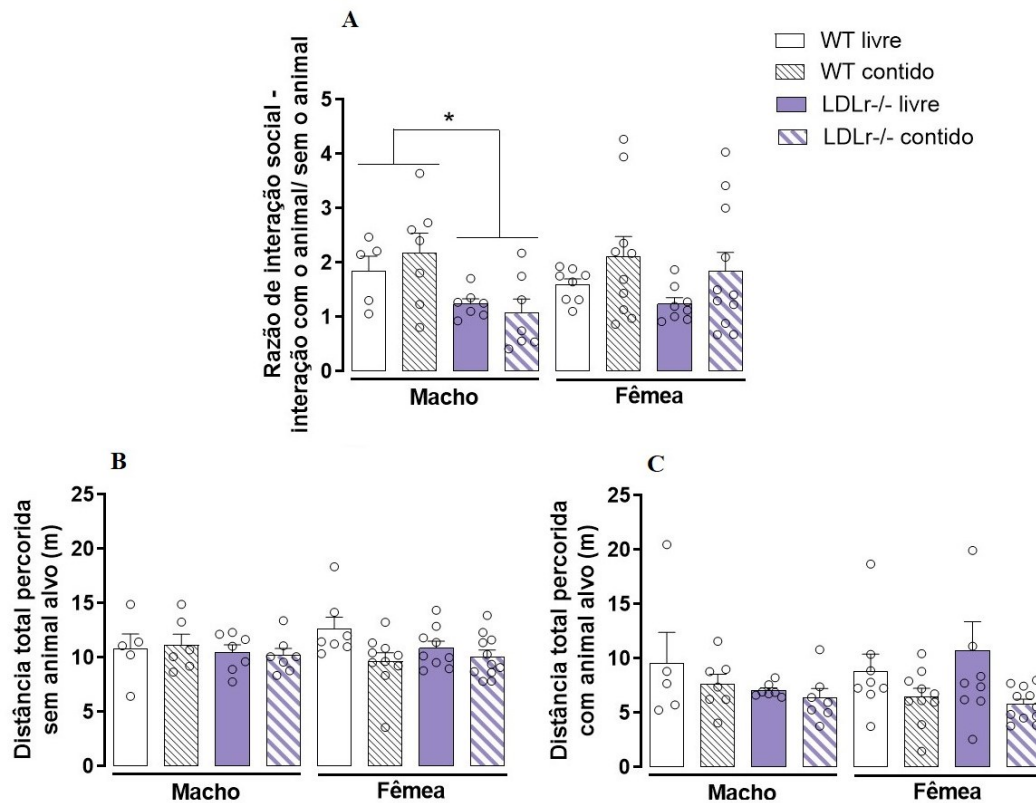 A
WT livre
WT contido
LDLr-/- livre
LDLr-/- contido
Razão de interação social -
interação com o animal/ sem o animal
5
4
3
2
1
0
*
Macho
Fêmea
B
Distância total percorida
sem animal alvo (m)
25
20
15
10
5
0
Macho
Fêmea
C
Distância total percorida
com animal alvo (m)
25
20
15
10
5
0
Macho
Fêmea